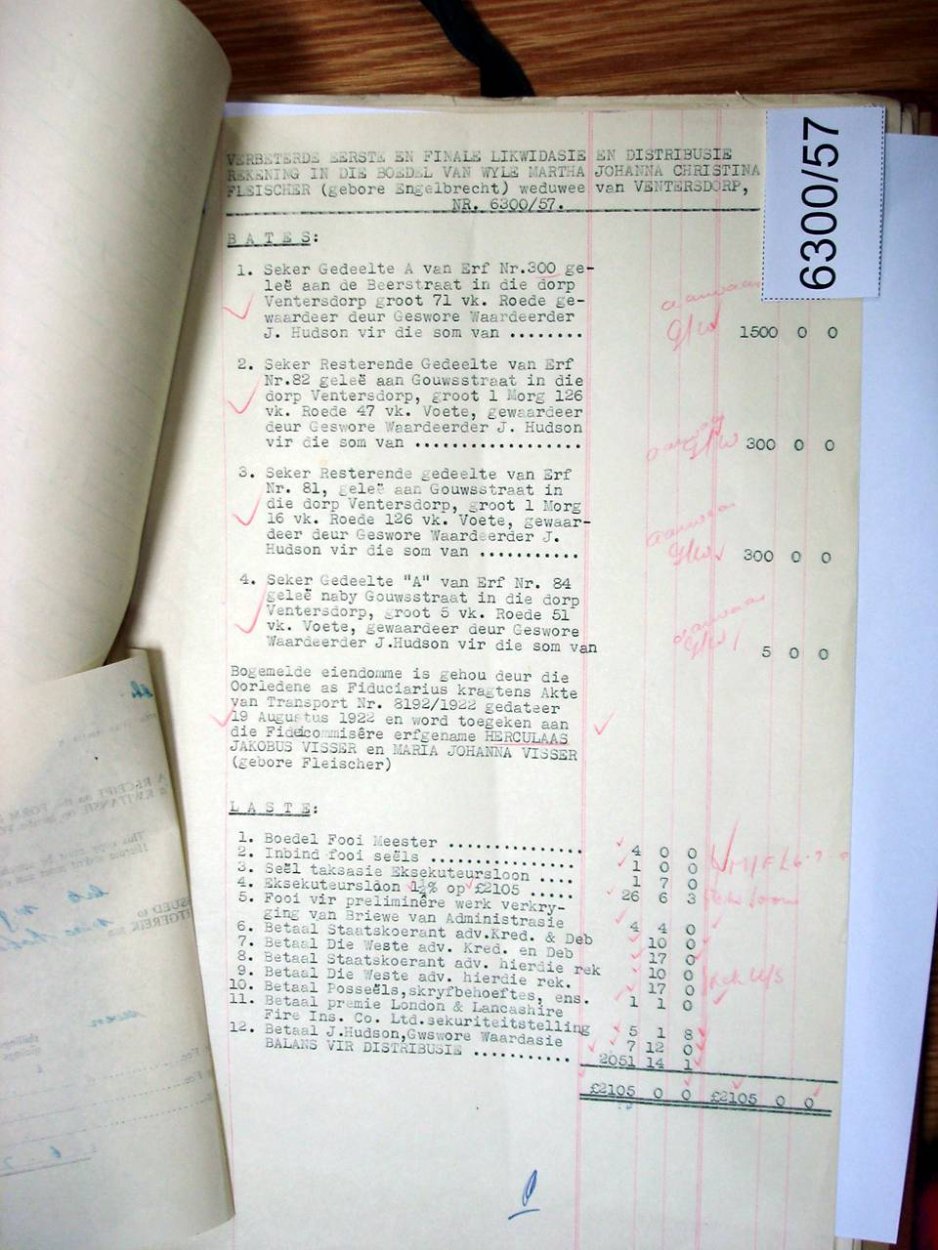 6300/57
VERBETERDE EERSTE EN FINALE LIKWIDASIE EN DISTRIBUSIE
REKENING IN DIE BOEDEL VAN WYLE MARTHA JOHANNA CHRISTINA
FLEISCHER (gebore Engelbrecht) weduwee van VENTERSDORP,
NR. 6300/57.
BATES:
1. Seker Gedeelte A van Erf Nr.300 ge-
leë aan de Beerstraat in die dorp
Ventersdorp groot 71 vk. Roede ge-
waardeer deur Geswore Waardeerder
J. Hudson vir die som van ........ 1500 0 0
2. Seker Resterende Gedeelte van Erf
Nr.82 geleë aan Gouwsstraat in die
dorp Ventersdorp, groot 1 Morg 126
vk. Roede 47 vk. Voete, gewaardeer
deur Geswore Waardeerder J. Hudson
vir die som van ................. 300 0 0
3. Seker Resterende gedeelte van Erf
Nr. 81, geleë aan Gouwsstraat in
die dorp Ventersdorp, groot 1 Morg
16 vk. Roede 126 vk. Voete, gewaar-
deer deur Geswore Waardeerder J.
Hudson vir die som van .......... 300 0 0
4. Seker Gedeelte "A" van Erf Nr. 84
geleë naby Gouwsstraat in die dorp
Ventersdorp, groot 5 vk. Roede 51
vk. Voete, gewaardeer deur Geswore
Waardeerder J.Hudson vir die som van 5 0 0
Bogemelde eiendomme is gehou deur die
Oorledene as Fiduciarius kragtens Akte
van Transport Nr. 8192/1922 gedateer
19 Augustus 1922 en word toegeken aan
die Fideicommisêre erfgename HERCULAAS
JAKOBUS VISSER en MARIA JOHANNA VISSER
(gebore Fleischer)
LASTE:
1. Boedel Fooi Meester ............... 4 0 0
2. Inbind fooi seëls ................ 1 0 0
3. Seël taksasie Eksekuteursloon .... 1 7 0
4. Eksekuteursloon 1¼% op £2105 ..... 26 6 3
5. Fooi vir preliminêre werk verkry-
ging van Briewe van Administrasie 4 4 0
6. Betaal Staatskoerant adv.Kred. & Deb 10 0
7. Betaal Die Weste adv. Kred. en Deb 17 0
8. Betaal Staatskoerant adv. hierdie rek 10 0
9. Betaal Die Weste adv. hierdie rek. 17 0
10. Betaal Posseëls,skryfbehoeftes, ens. 1 1 0
11. Betaal premie London & Lancashire
Fire Ins. Co. Ltd.sekuriteitstelling 5 1 8
12. Betaal J.Hudson,Gwswore Waardasie 7 12 0
BALANS VIR DISTRIBUSIE .......... 2051 14 1
£2105 0 0 £2105 0 0